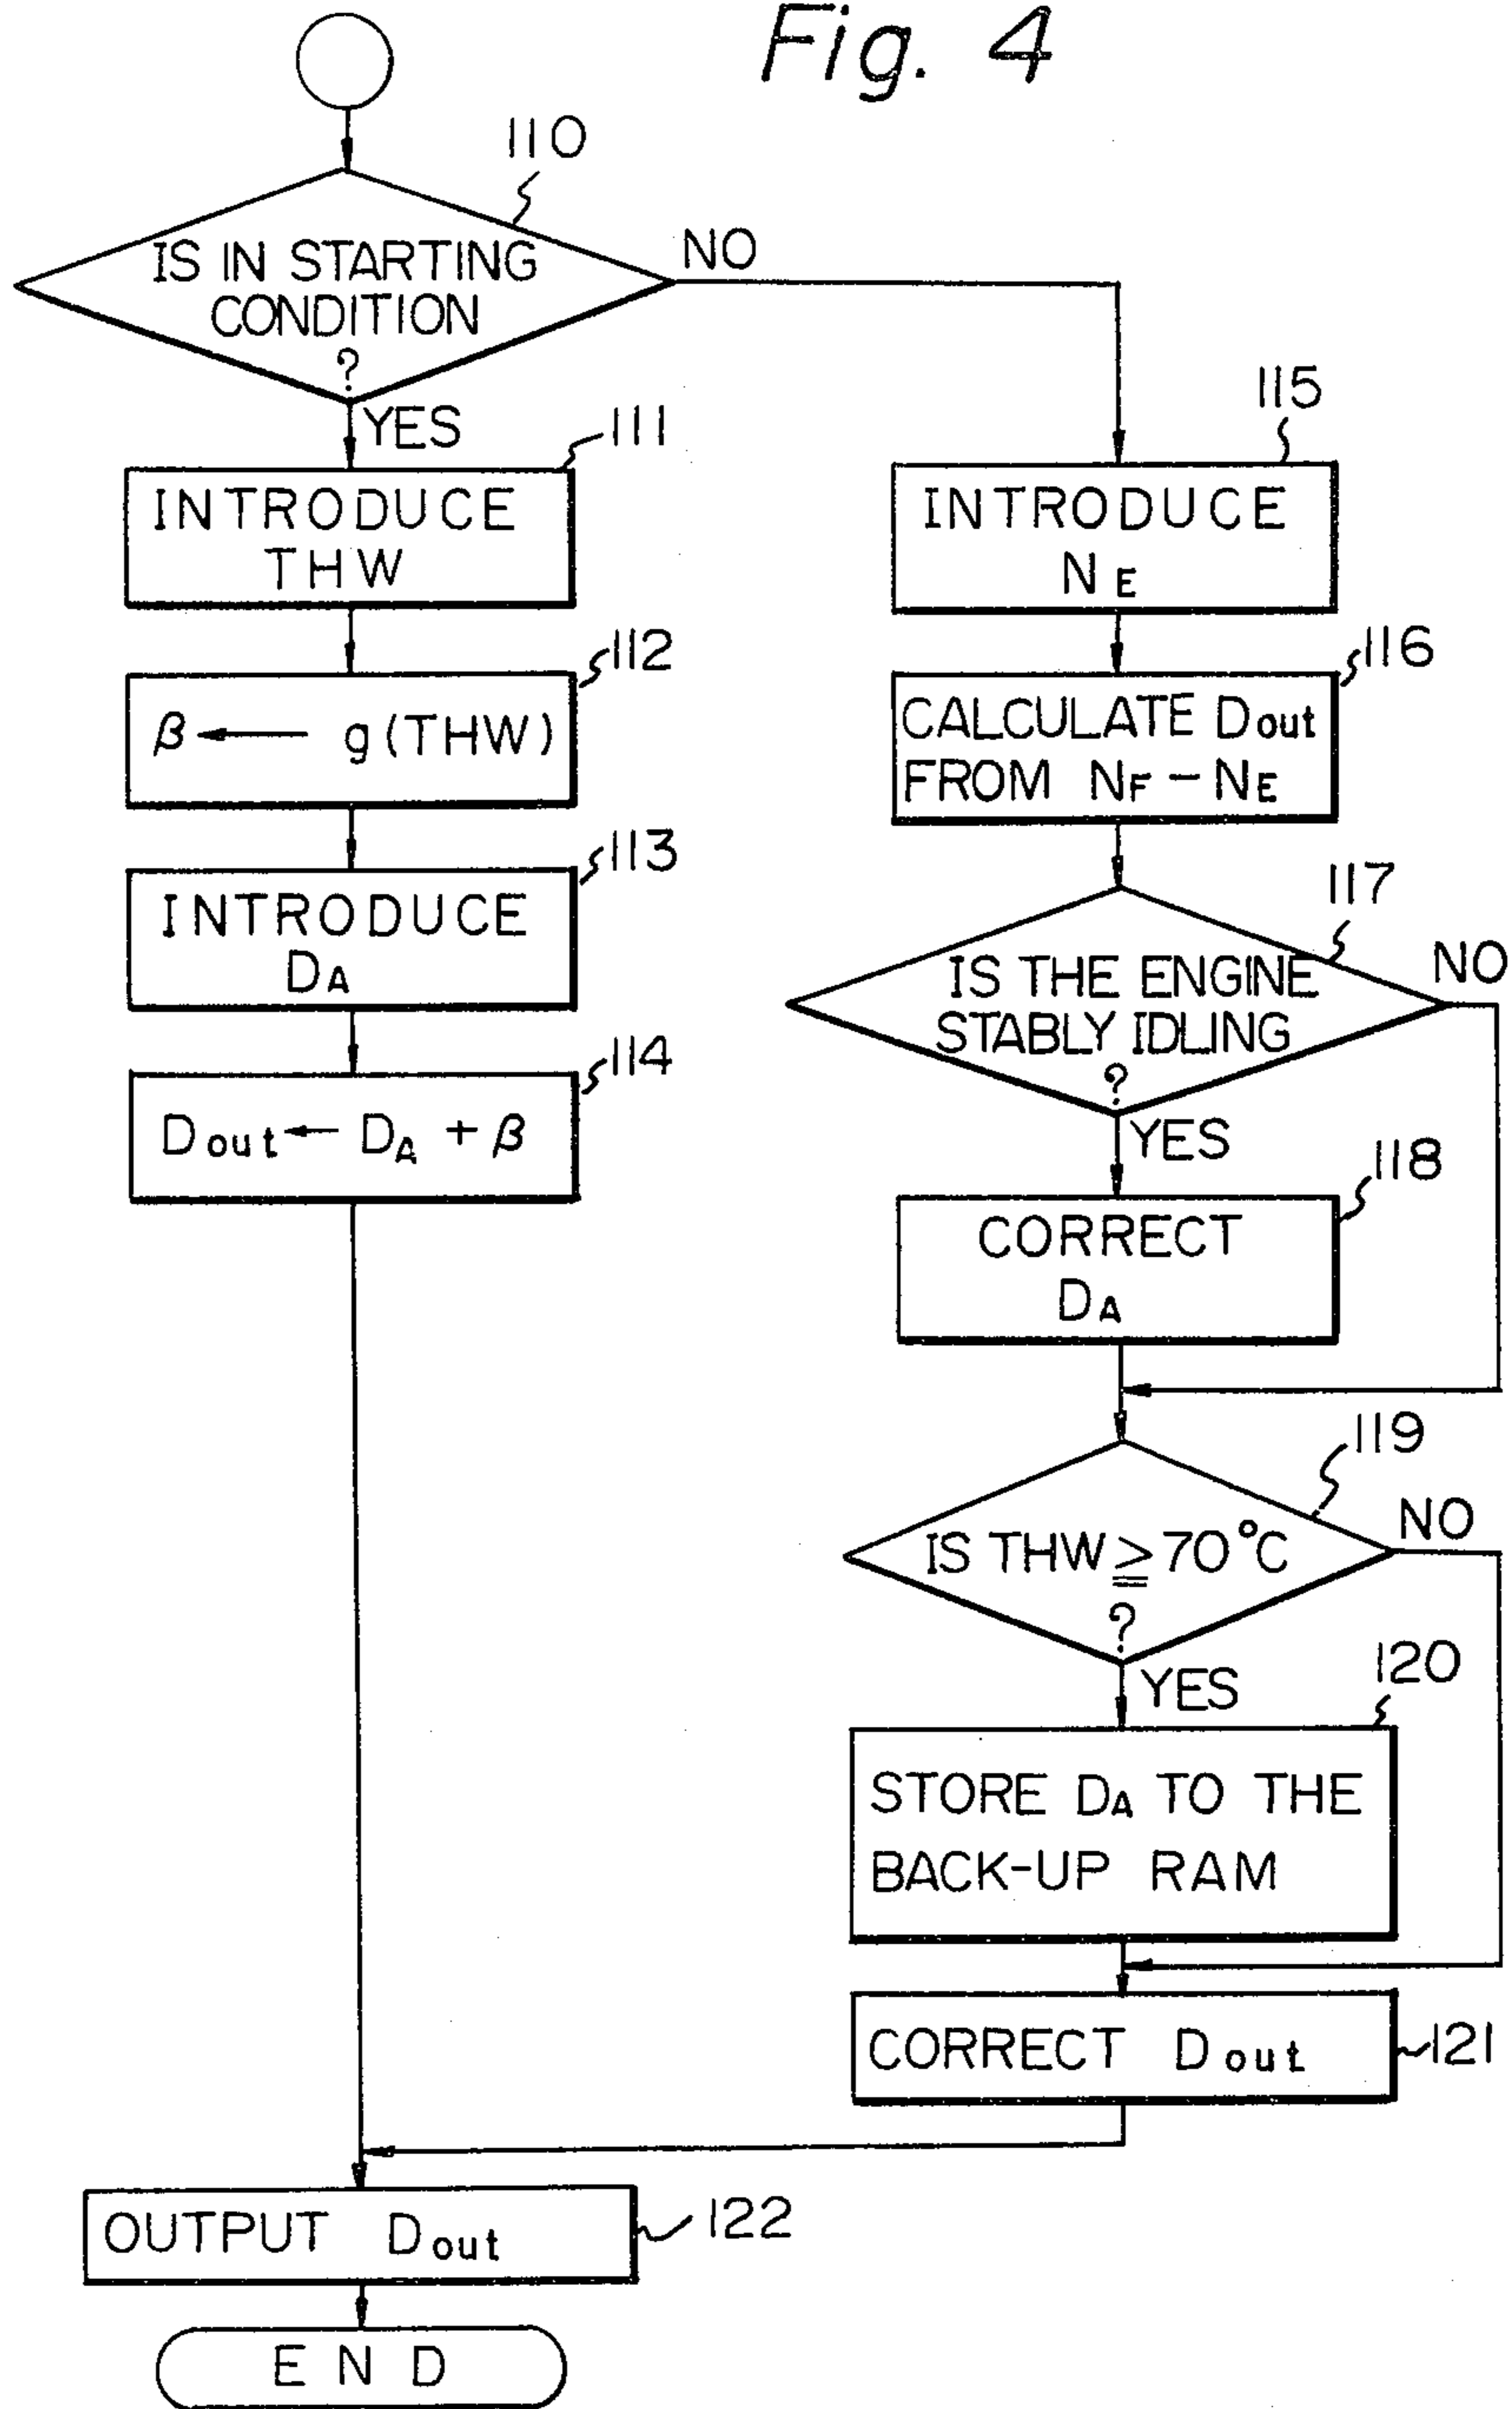 Fig. 4
110
IS IN STARTING
CONDITION
?
NO
YES
111
INTRODUCE
THW
112
β ← g (THW)
113
INTRODUCE
DA
114
Dout ← DA + β
115
INTRODUCE
NE
116
CALCULATE Dout
FROM NF - NE
117
IS THE ENGINE
STABLY IDLING
?
NO
YES
118
CORRECT
DA
119
IS THW ≧ 70°C
?
NO
YES
120
STORE DA TO THE
BACK-UP RAM
CORRECT Dout
121
OUTPUT Dout
122
END